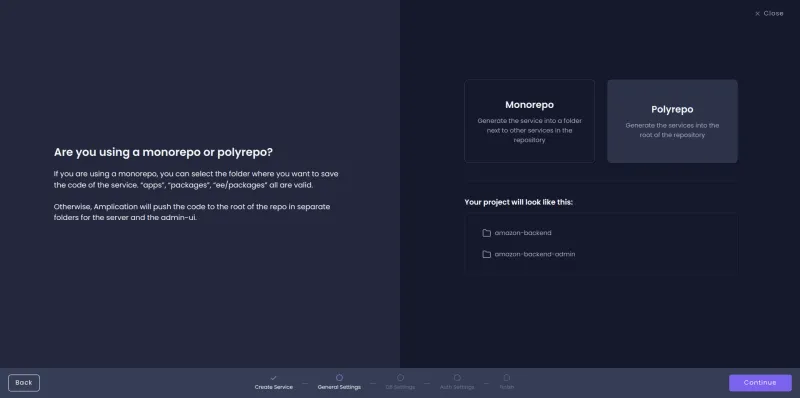 Close
Are you using a monorepo or polyrepo?
If you are using a monorepo, you can select the folder where you want to save
the code of the service. “apps”, “packages”, “ee/packages” all are valid.
Otherwise, Amplication will push the code to the root of the repo in separate
folders for the server and the admin-ui.
Monorepo
Generate the service into a folder
next to other services in the
repository
Polyrepo
Generate the services into the
root of the repository
Your project will look like this:
amazon-backend
amazon-backend-admin
Back
Create Service
General Settings
DB Settings
Auth Settings
Finish
Continue